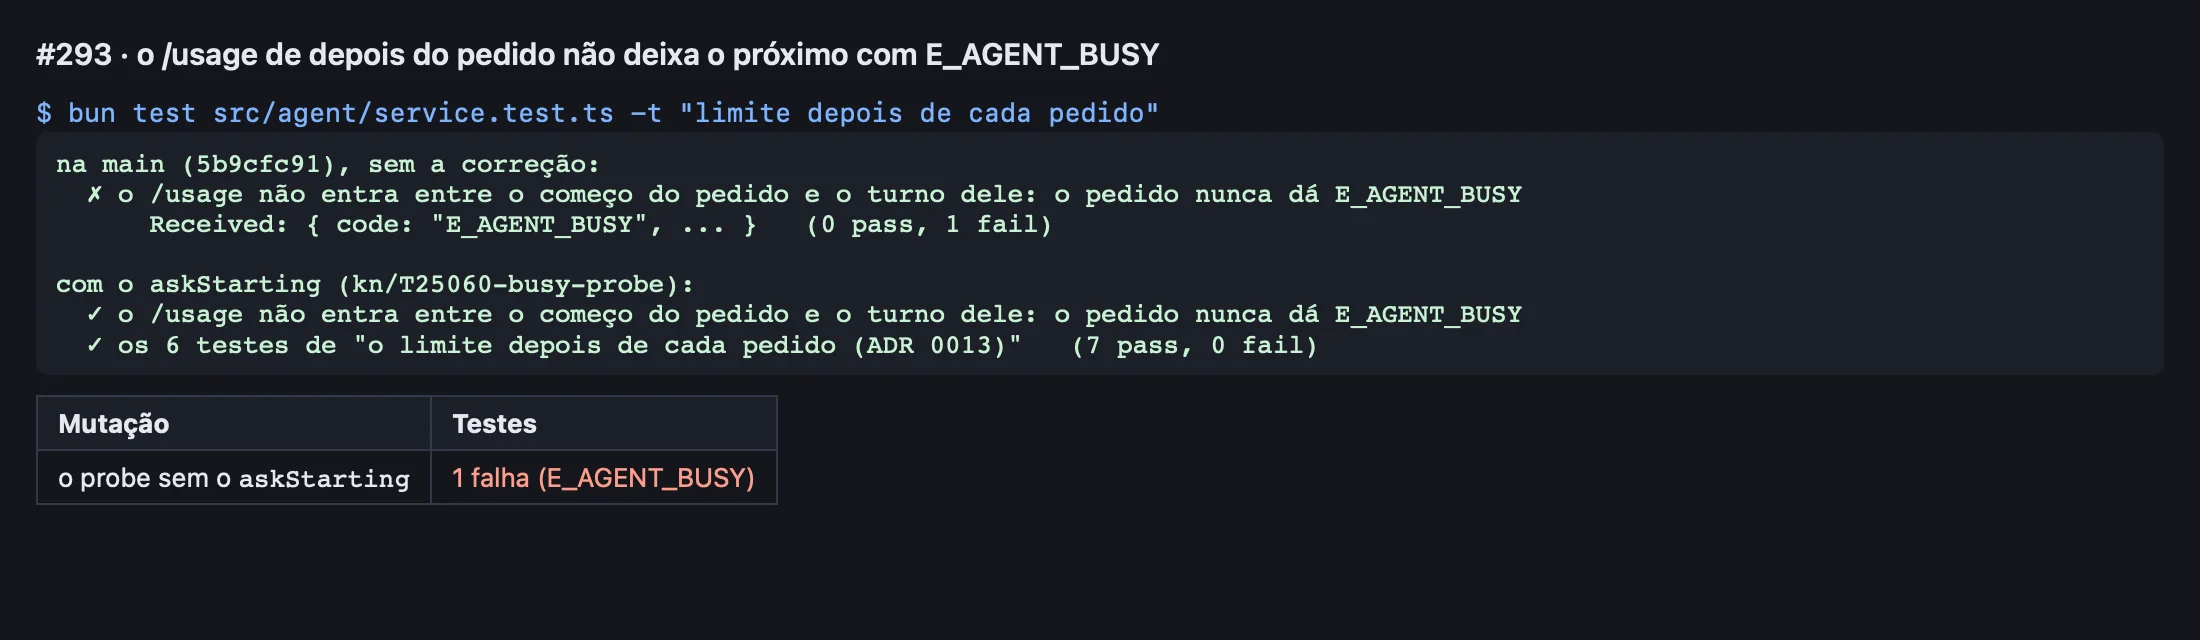 #293 · o /usage de depois do pedido não deixa o próximo com E_AGENT_BUSY
$ bun test src/agent/service.test.ts -t "limite depois de cada pedido"
na main (5b9cfc91), sem a correção:
✗ o /usage não entra entre o começo do pedido e o turno dele: o pedido nunca dá E_AGENT_BUSY
Received: { code: "E_AGENT_BUSY", ... }   (0 pass, 1 fail)
com o askStarting (kn/T25060-busy-probe):
✓ o /usage não entra entre o começo do pedido e o turno dele: o pedido nunca dá E_AGENT_BUSY
✓ os 6 testes de "o limite depois de cada pedido (ADR 0013)"   (7 pass, 0 fail)
Mutação Testes
o probe sem o askStarting 1 falha (E_AGENT_BUSY)